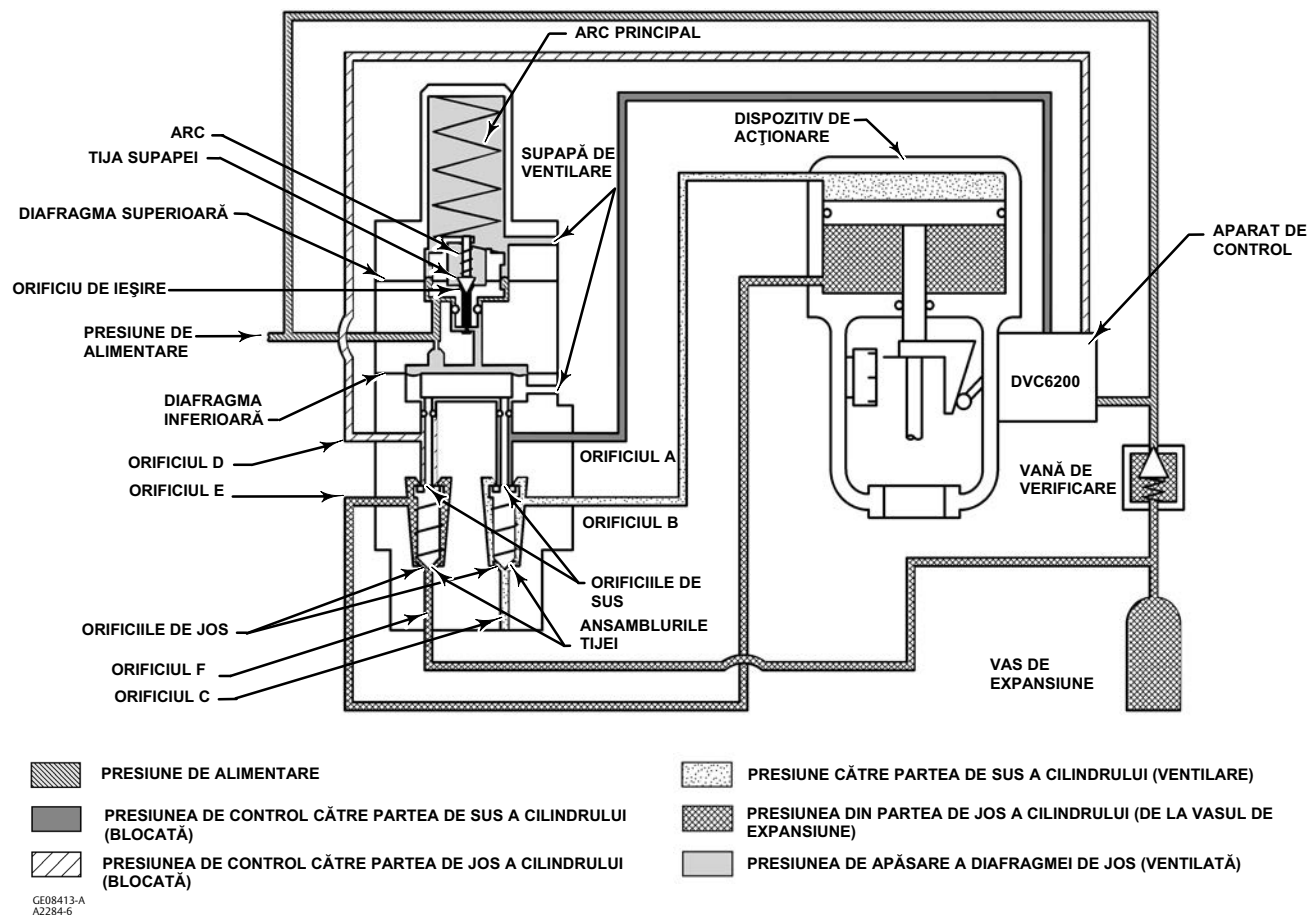 ARC PRINCIPAL
ARC
TIJA SUPAPEI
DIAFRAGMA SUPERIOARĂ
ORIFICIU DE IEŞIRE
PRESIUNE DE
ALIMENTARE
DIAFRAGMA
INFERIOARĂ
ORIFICIUL D
ORIFICIUL E
ORIFICIILE DE JOS
ORIFICIUL F
ORIFICIUL C
SUPAPĂ DE
VENTILARE
DISPOZITIV DE
ACŢIONARE
APARAT DE
CONTROL
DVC6200
ORIFICIUL A
ORIFICIUL B
VANĂ DE
VERIFICARE
ORIFICIILE DE
SUS
ANSAMBLURILE
TIJEI
VAS DE
EXPANSIUNE
PRESIUNE DE ALIMENTARE
PRESIUNEA DE CONTROL CĂTRE PARTEA DE SUS A CILINDRULUI
(BLOCATĂ)
PRESIUNEA DE CONTROL CĂTRE PARTEA DE JOS A CILINDRULUI
(BLOCATĂ)
PRESIUNE CĂTRE PARTEA DE SUS A CILINDRULUI (VENTILARE)
PRESIUNEA DIN PARTEA DE JOS A CILINDRULUI (DE LA VASUL DE
EXPANSIUNE)
PRESIUNEA DE APĂSARE A DIAFRAGMEI DE JOS (VENTILATĂ)
GE08413-A
A2284-6